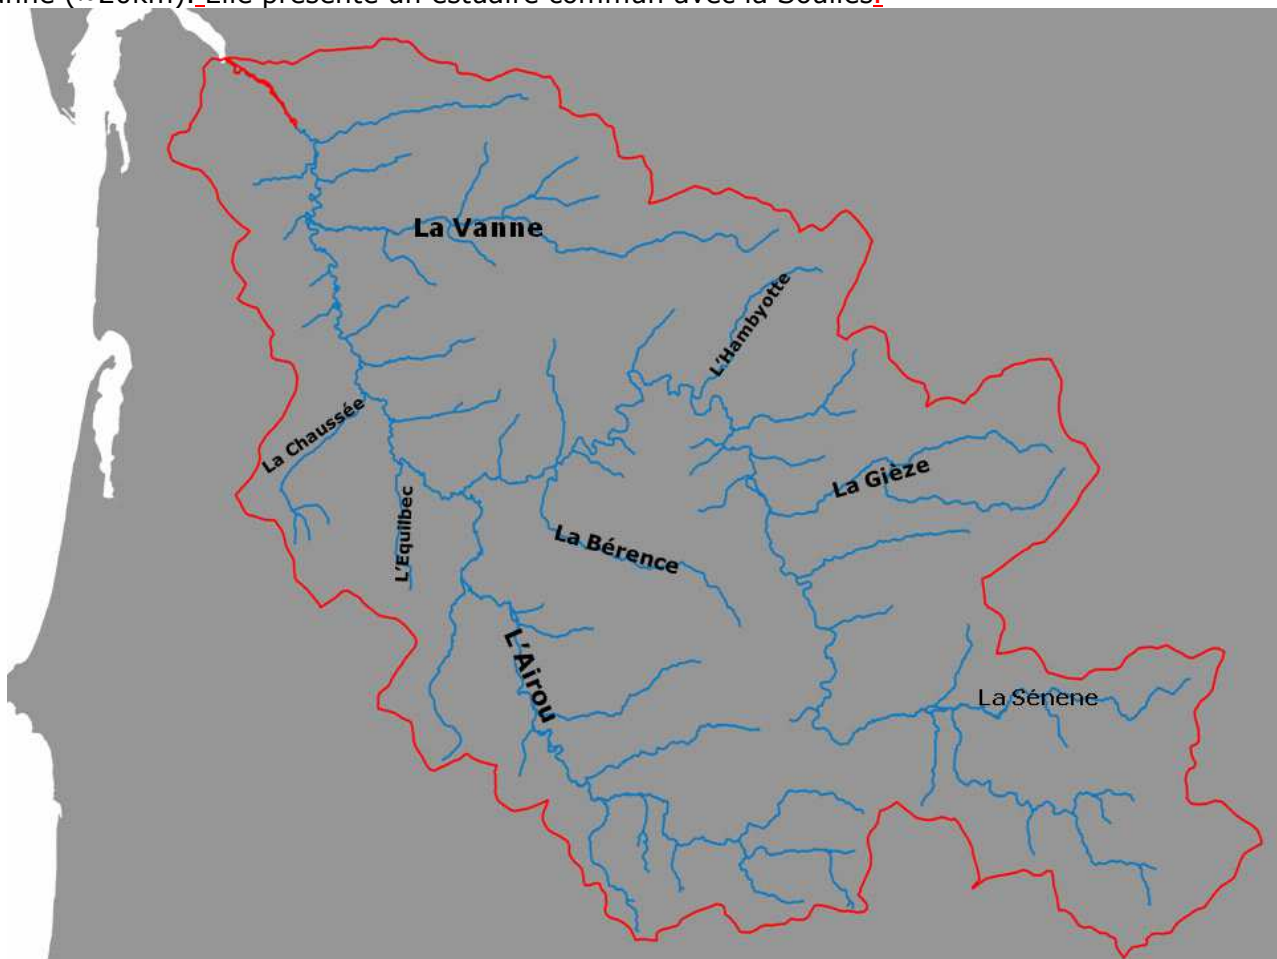 (≈20km). Elle présente un estuaire commun avec la Soulles.
La Vanne
L'Hambyotte
La Chaussée
La Gièze
L'Equilbec
La Bérence
L'Airou
La Sénene